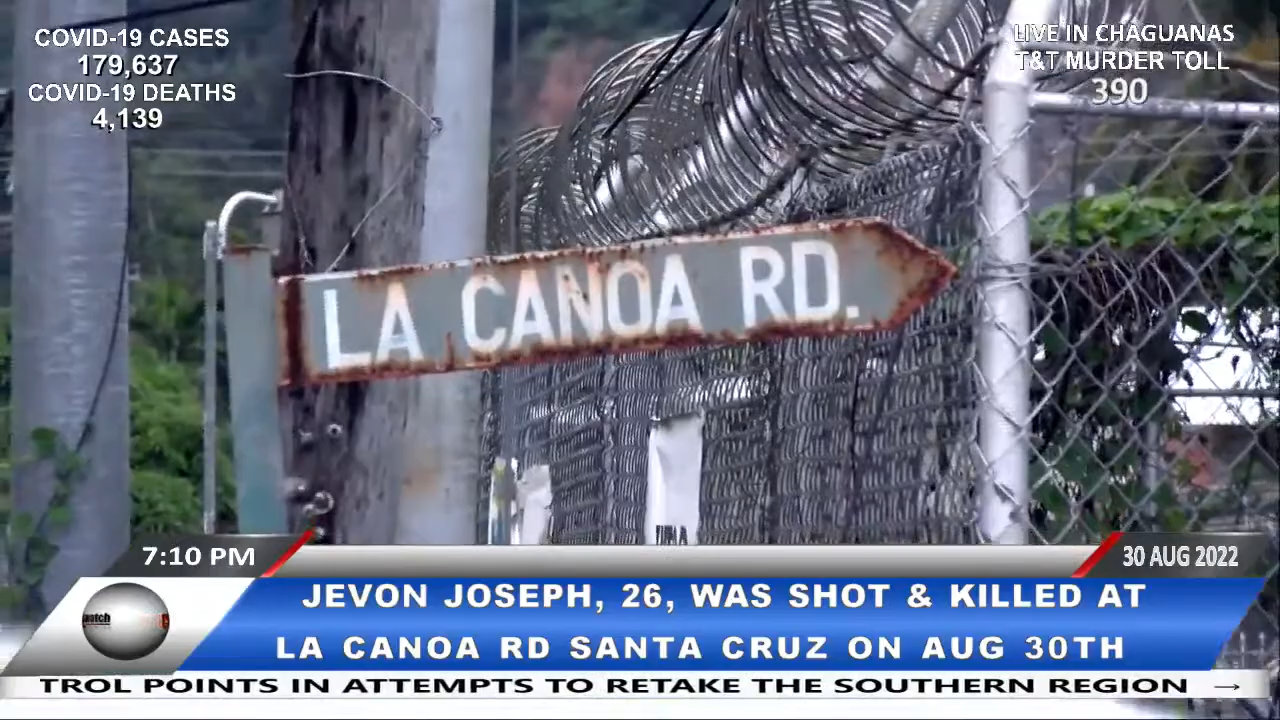 COVID-19 CASES
179,637
COVID-19 DEATHS
4,139
LIVE IN CHAGUANAS
T&T MURDER TOLL
390
LA CANOA RD.
7:10 PM
30 AUG 2022
JEVON JOSEPH, 26, WAS SHOT & KILLED AT
LA CANOA RD SANTA CRUZ ON AUG 30TH
TROL POINTS IN ATTEMPTS TO RETAKE THE SOUTHERN REGION →